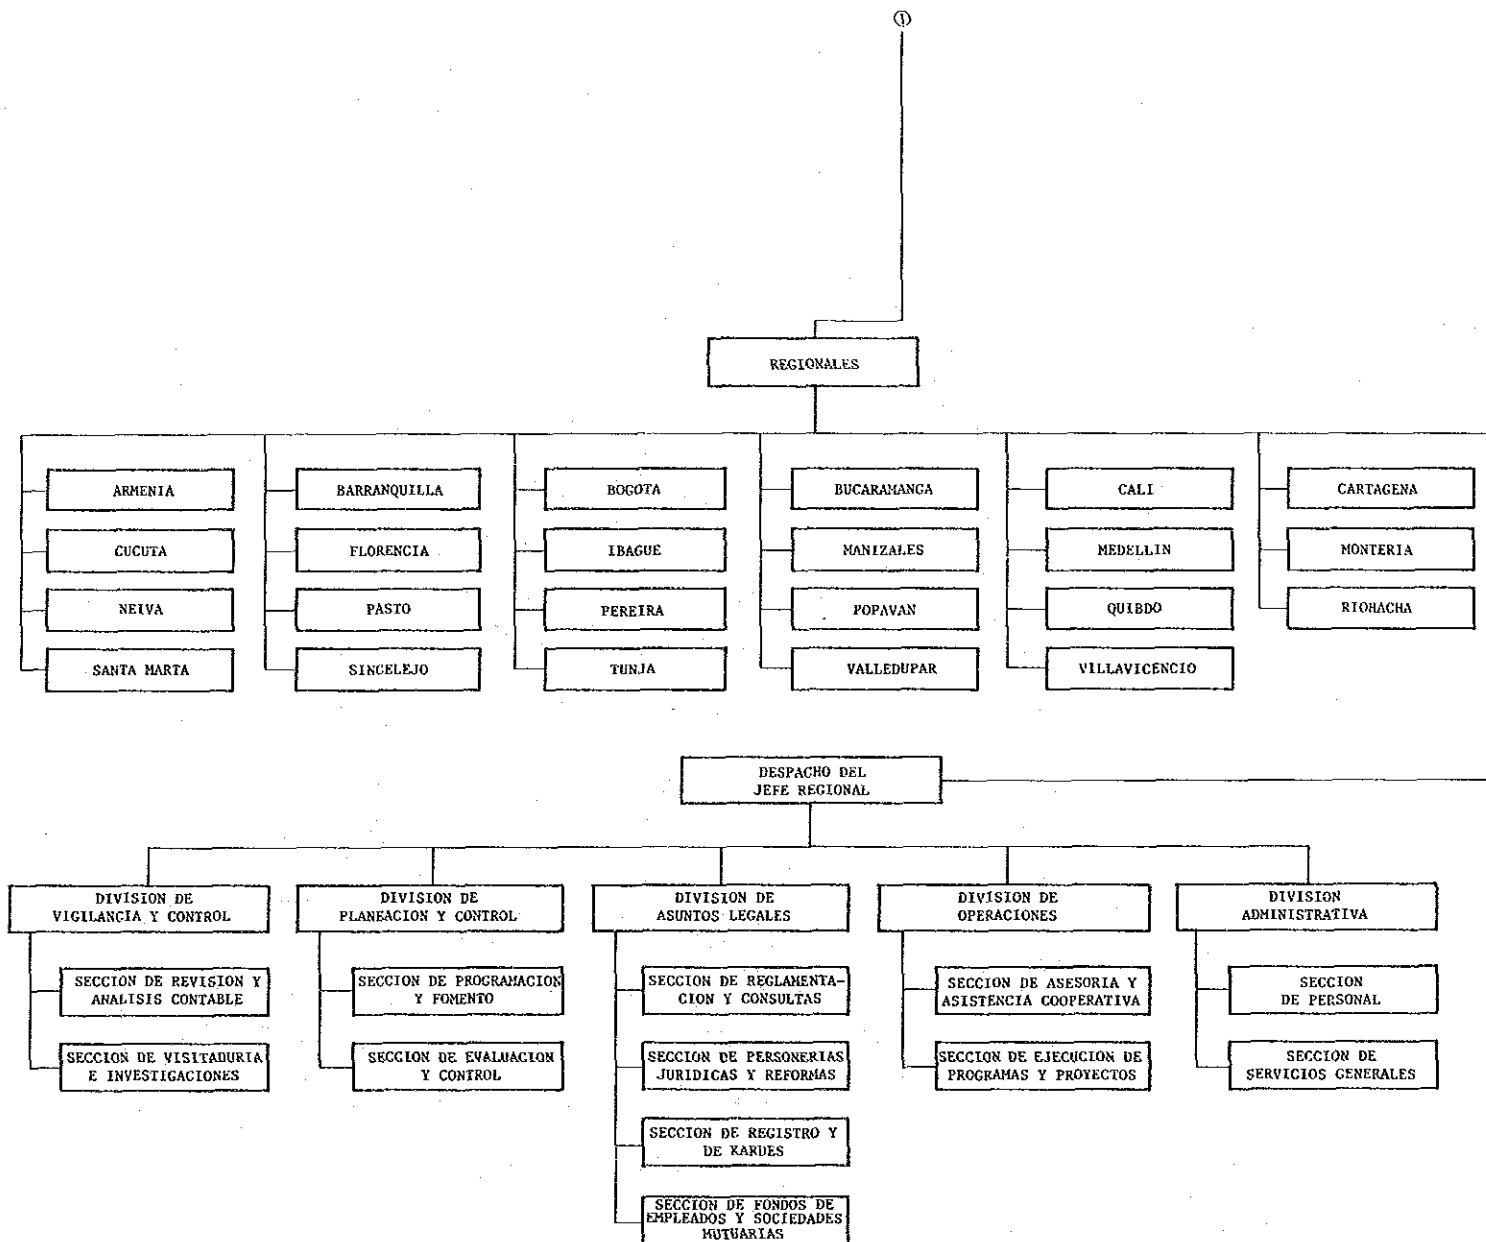 ①
REGIONALES
ARMENIA
BARRANQUILLA
BOGOTA
BUCARAMANGA
CALI
CARTAGENA
CUCUTA
FLORENCIA
IBAGUE
MANIZALES
MEDELLIN
MONTERIA
NEIVA
PASTO
PEREIRA
POPAYAN
QUIBDO
RIOHACHA
SANTA MARTA
SINCELEJO
TUNJA
VALLEDUPAR
VILLAVICENCIO
DESPACHO DEL
JEFE REGIONAL
DIVISION DE
VIGILANCIA Y CONTROL
DIVISION DE
PLANEACION Y CONTROL
DIVISION DE
ASUNTOS LEGALES
DIVISION DE
OPERACIONES
DIVISION
ADMINISTRATIVA
SECCION DE REVISION Y
ANALISIS CONTABLE
SECCION DE PROGRAMACION
Y FOMENTO
SECCION DE REGLAMENTA-
CION Y CONSULTAS
SECCION DE ASESORIA Y
ASISTENCIA COOPERATIVA
SECCION
DE PERSONAL
SECCION DE VISITADURIA
E INVESTIGACIONES
SECCION DE EVALUACION
Y CONTROL
SECCION DE PERSONERIAS
JURIDICAS Y REFORMAS
SECCION DE EJECUCION DE
PROGRAMAS Y PROYECTOS
SECCION DE
SERVICIOS GENERALES
SECCION DE REGISTRO Y
DE KARDES
SECCION DE FONDOS DE
EMPLEADOS Y SOCIEDADES
MUTUARIAS